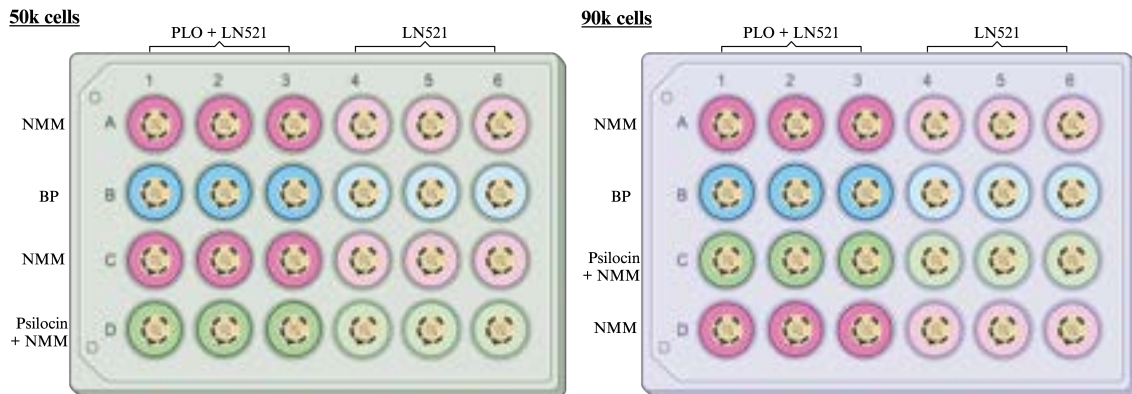 50k cells
PLO + LN521
LN521
1 2 3 4 5 6
NMM A
BP B
NMM C
Psilocin
+ NMM D
90k cells
PLO + LN521
LN521
1 2 3 4 5 6
NMM A
BP B
Psilocin
+ NMM C
NMM D